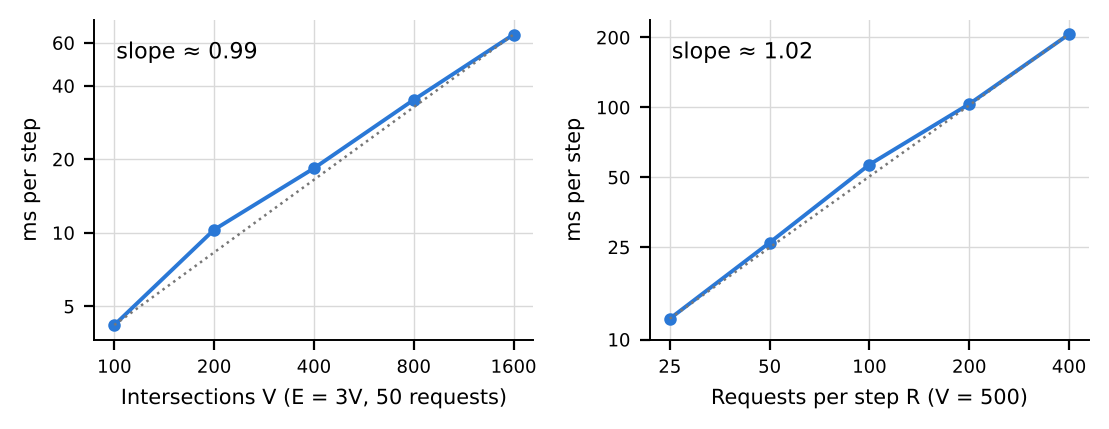 slope ≈ 0.99
ms per step
60
40
20
10
5
100 200 400 800 1600
Intersections V (E = 3V, 50 requests)
slope ≈ 1.02
ms per step
200
100
50
25
10
25 50 100 200 400
Requests per step R (V = 500)